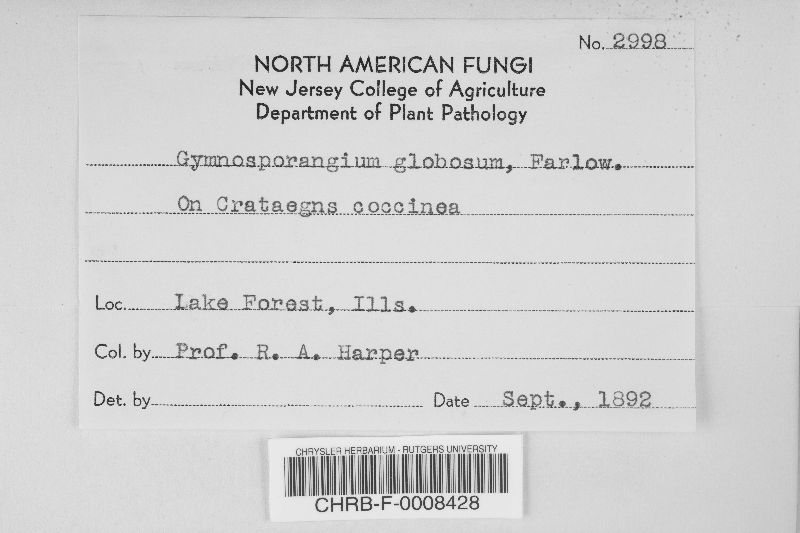 No. 2998
NORTH AMERICAN FUNGI
New Jersey College of Agriculture
Department of Plant Pathology
Gymnosporangium globosum, Farlow.
On Crataegns coccinea
Loc. Lake Forest, Ills.
Col. by Prof. R. A. Harper
Det. by Date Sept., 1892
CHRYSLER HERBARIUM - RUTGERS UNIVERSITY
CHRB-F-0008428